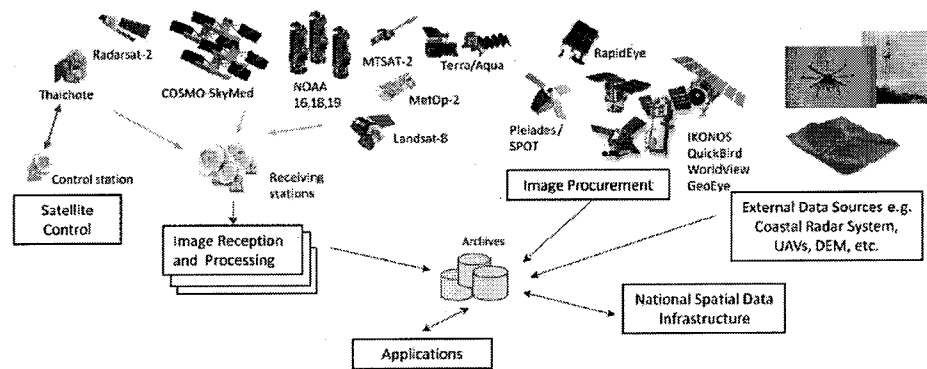 Radarsat-2
Thaichote
COSMO-SkyMed
NOAA
16,18,19
MTSAT-2
Terra/Aqua
MetOp-2
Landsat-8
RapidEye
Pleiades/
SPOT
IKONOS
QuickBird
WorldView
GeoEye
Control station
Receiving
stations
Satellite
Control
Image Reception
and Processing
Image Procurement
External Data Sources e.g.
Coastal Radar System,
UAVs, DEM, etc.
Archives
National Spatial Data
Infrastructure
Applications